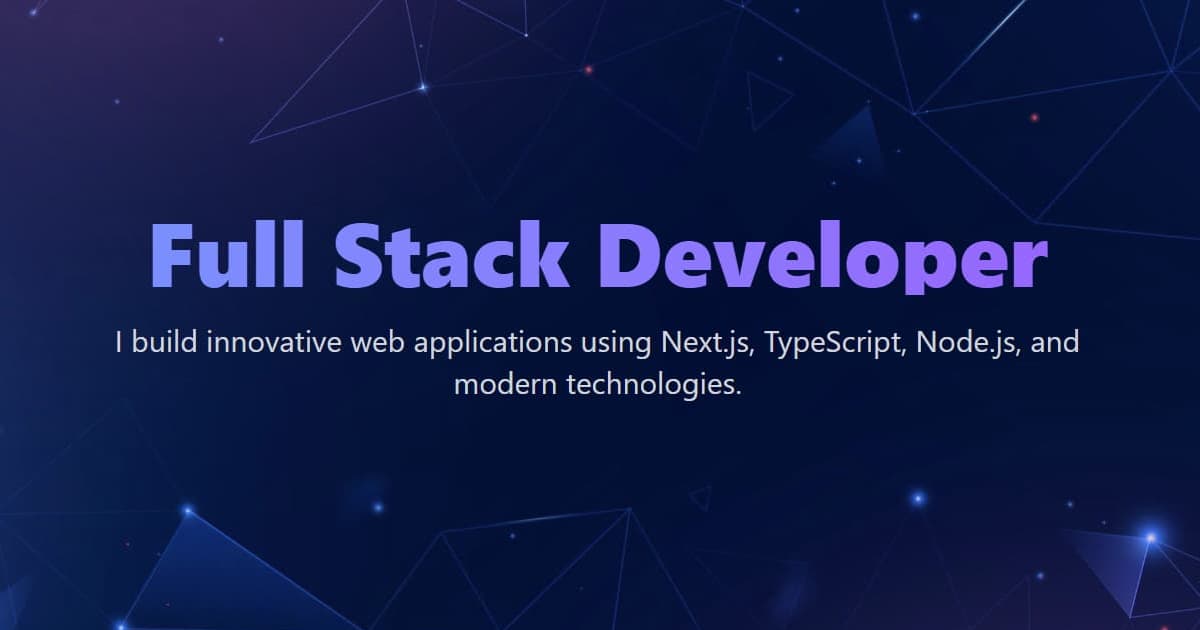 Full Stack Developer
I build innovative web applications using Next.js, TypeScript, Node.js, and
modern technologies.